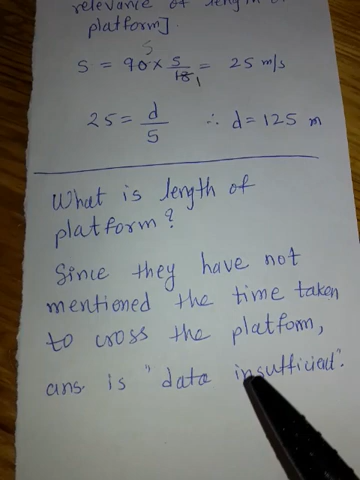 relevance of length of
platform].
5
S = 90 × 5/18 1 = 25 m/s
25 = d/5 ∴ d = 125 m
What is length of
platform?
Since they have not
mentioned the time taken
to cross the platform,
ans. is "data insufficient".